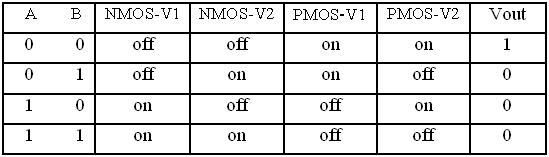 A B NMOS-V1 NMOS-V2 PMOS-V1 PMOS-V2 Vout
0 0 off off on on 1
0 1 off on on off 0
1 0 on off off on 0
1 1 on on off off 0